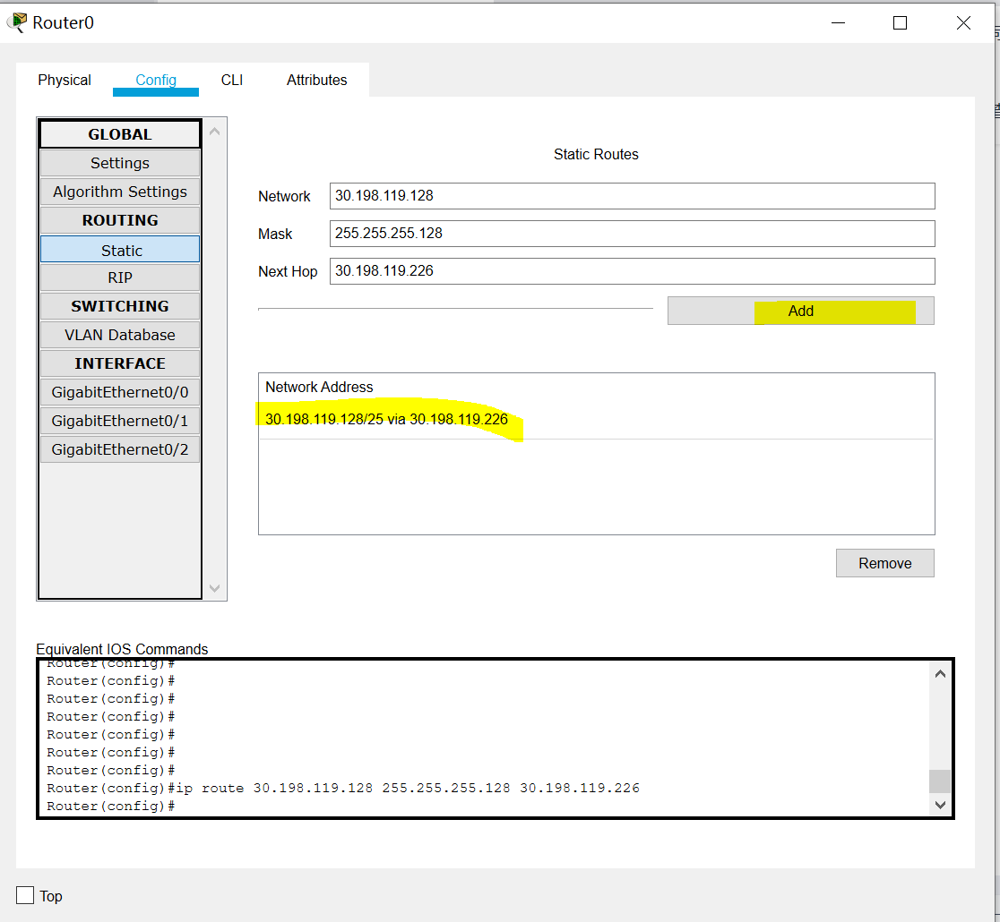 Router0
Physical Config CLI Attributes
GLOBAL
Settings
Algorithm Settings
ROUTING
Static
RIP
SWITCHING
VLAN Database
INTERFACE
GigabitEthernet0/0
GigabitEthernet0/1
GigabitEthernet0/2
Static Routes
Network 30.198.119.128
Mask 255.255.255.128
Next Hop 30.198.119.226
Add
Network Address
30.198.119.128/25 via 30.198.119.226
Remove
Equivalent IOS Commands
Router(config)#
Router(config)#
Router(config)#
Router(config)#
Router(config)#
Router(config)#
Router(config)#
Router(config)#ip route 30.198.119.128 255.255.255.128 30.198.119.226
Router(config)#
Top